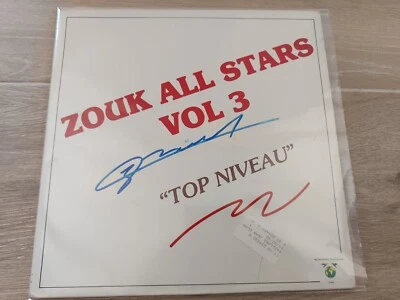 ZOUK ALL STARS
VOL 3
"TOP NIVEAU"